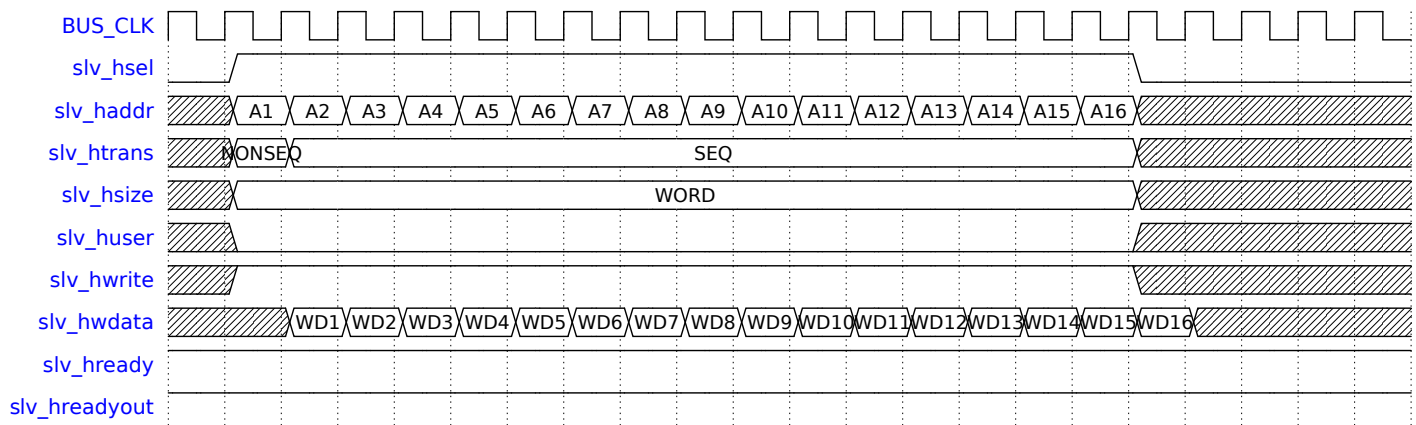 BUS_CLK
slv_hsel
slv_haddr A1 A2 A3 A4 A5 A6 A7 A8 A9 A10 A11 A12 A13 A14 A15 A16
slv_htrans NONSEQ SEQ
slv_hsize WORD
slv_huser
slv_hwrite
slv_hwdata WD1 WD2 WD3 WD4 WD5 WD6 WD7 WD8 WD9 WD10 WD11 WD12 WD13 WD14 WD15 WD16
slv_hready
slv_hreadyout